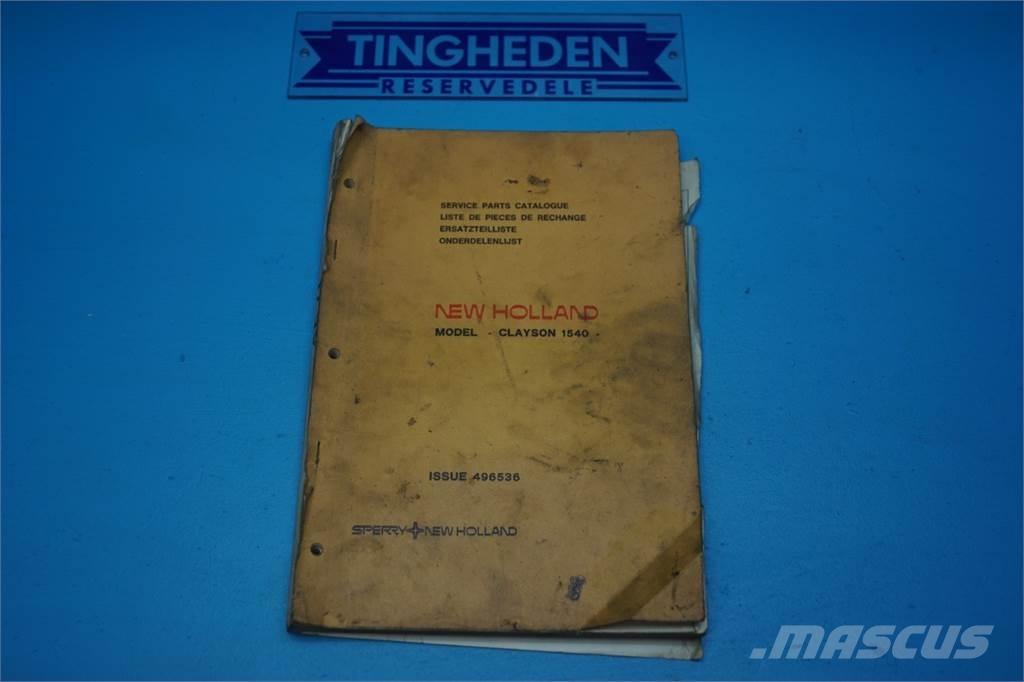 TINGHEDEN
RESERVEDELE
SERVICE PARTS CATALOGUE
LISTE DE PIECES DE RECHANGE
ERSATZTEILLISTE
ONDERDELENLIJST
NEW HOLLAND
MODEL - CLAYSON 1540 -
ISSUE 496536
SPERRY NEW HOLLAND
MASCUS